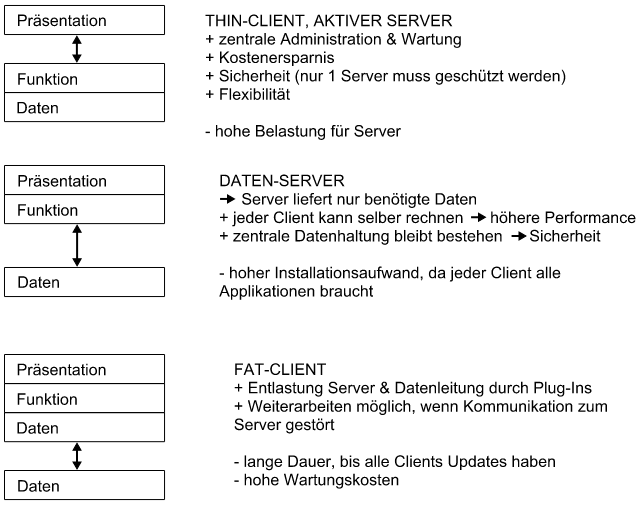 Präsentation
Funktion
Daten
THIN-CLIENT, AKTIVER SERVER
+ zentrale Administration & Wartung
+ Kostenersparnis
+ Sicherheit (nur 1 Server muss geschützt werden)
+ Flexibilität
- hohe Belastung für Server
Präsentation
Funktion
Daten
DATEN-SERVER
→ Server liefert nur benötigte Daten
+ jeder Client kann selber rechnen → höhere Performance
+ zentrale Datenhaltung bleibt bestehen → Sicherheit
- hoher Installationsaufwand, da jeder Client alle
Applikationen braucht
Präsentation
Funktion
Daten
Daten
FAT-CLIENT
+ Entlastung Server & Datenleitung durch Plug-Ins
+ Weiterarbeiten möglich, wenn Kommunikation zum
Server gestört
- lange Dauer, bis alle Clients Updates haben
- hohe Wartungskosten